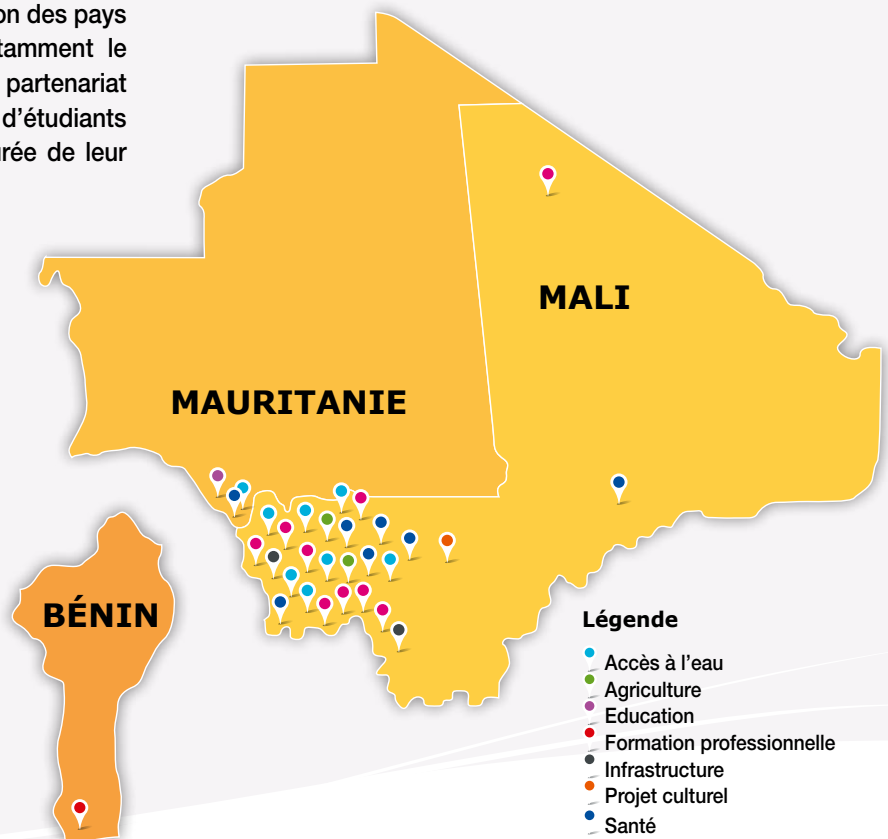 on des pays
tamment le
partenariat
d'étudiants
rée de leur
MALI
MAURITANIE
BÉNIN
Légende
Accès à l'eau
Agriculture
Education
Formation professionnelle
Infrastructure
Projet culturel
Santé